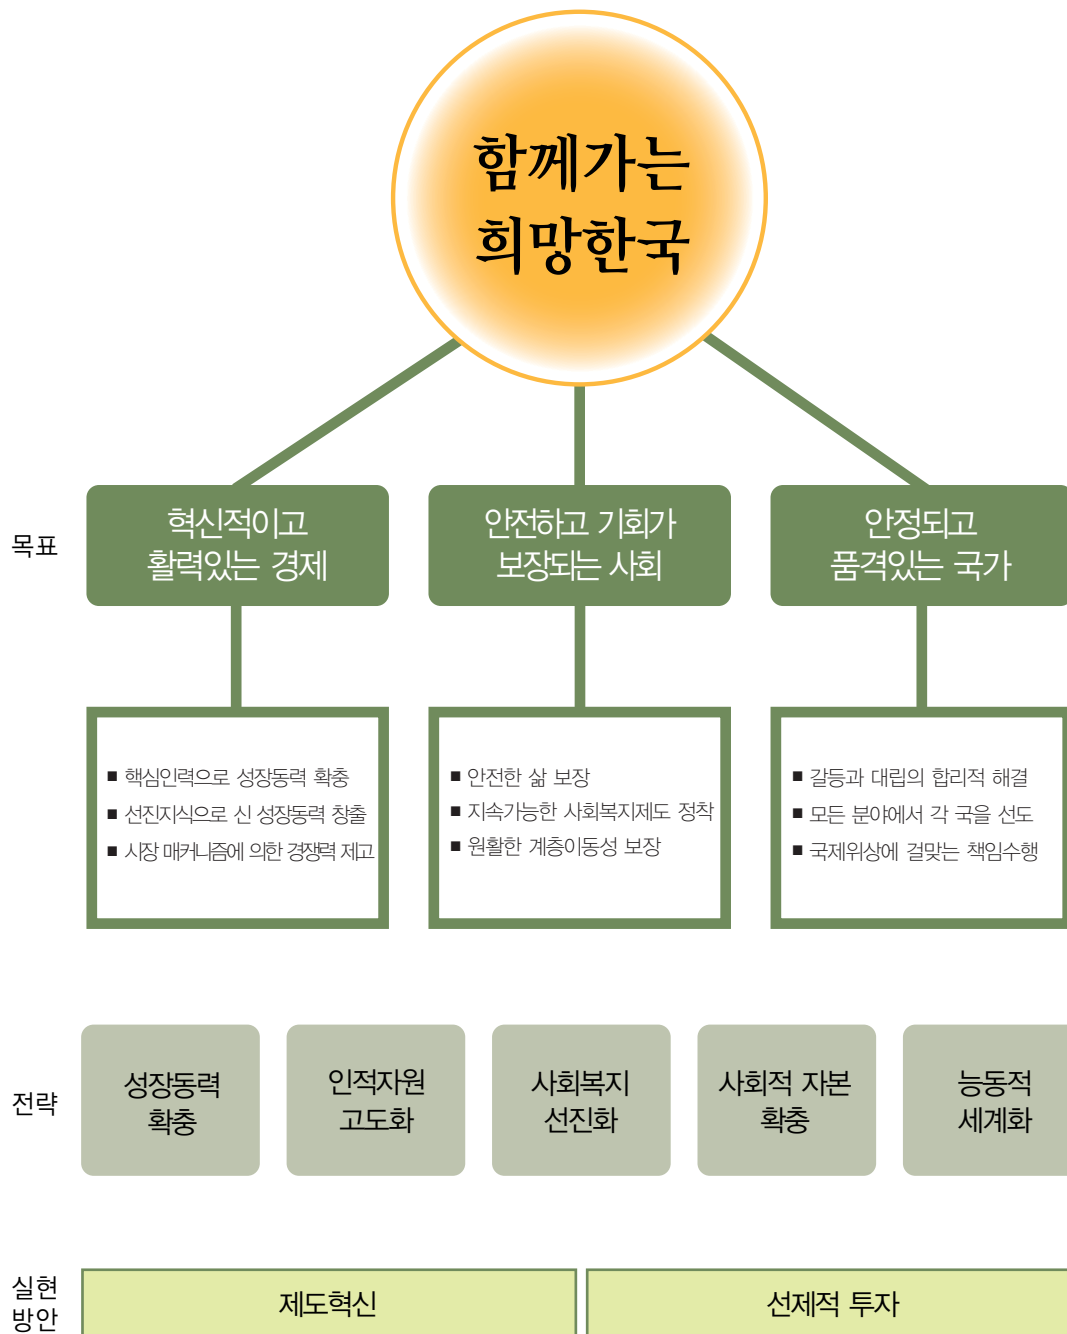 함께가는
희망한국
목표
혁신적이고
활력있는 경제
안전하고 기회가
보장되는 사회
안정되고
품격있는 국가
■ 핵심인력으로 성장동력 확충
■ 선진지식으로 신 성장동력 창출
■ 시장 매커니즘에 의한 경쟁력 제고
■ 안전한 삶 보장
■ 지속가능한 사회복지제도 정착
■ 원활한 계층이동성 보장
■ 갈등과 대립의 합리적 해결
■ 모든 분야에서 각 국을 선도
■ 국제위상에 걸맞는 책임수행
전략
성장동력
확충
인적자원
고도화
사회복지
선진화
사회적 자본
확충
능동적
세계화
실현
방안
제도혁신
선제적 투자